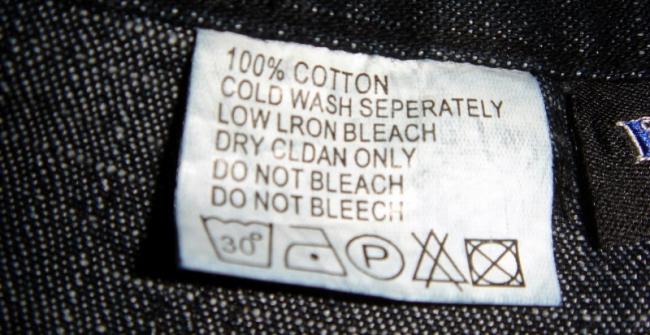 100% COTTON
COLD WASH SEPERATELY
LOW LRON BLEACH
DRY CLDAN ONLY
DO NOT BLEACH
DO NOT BLEECH
30° P